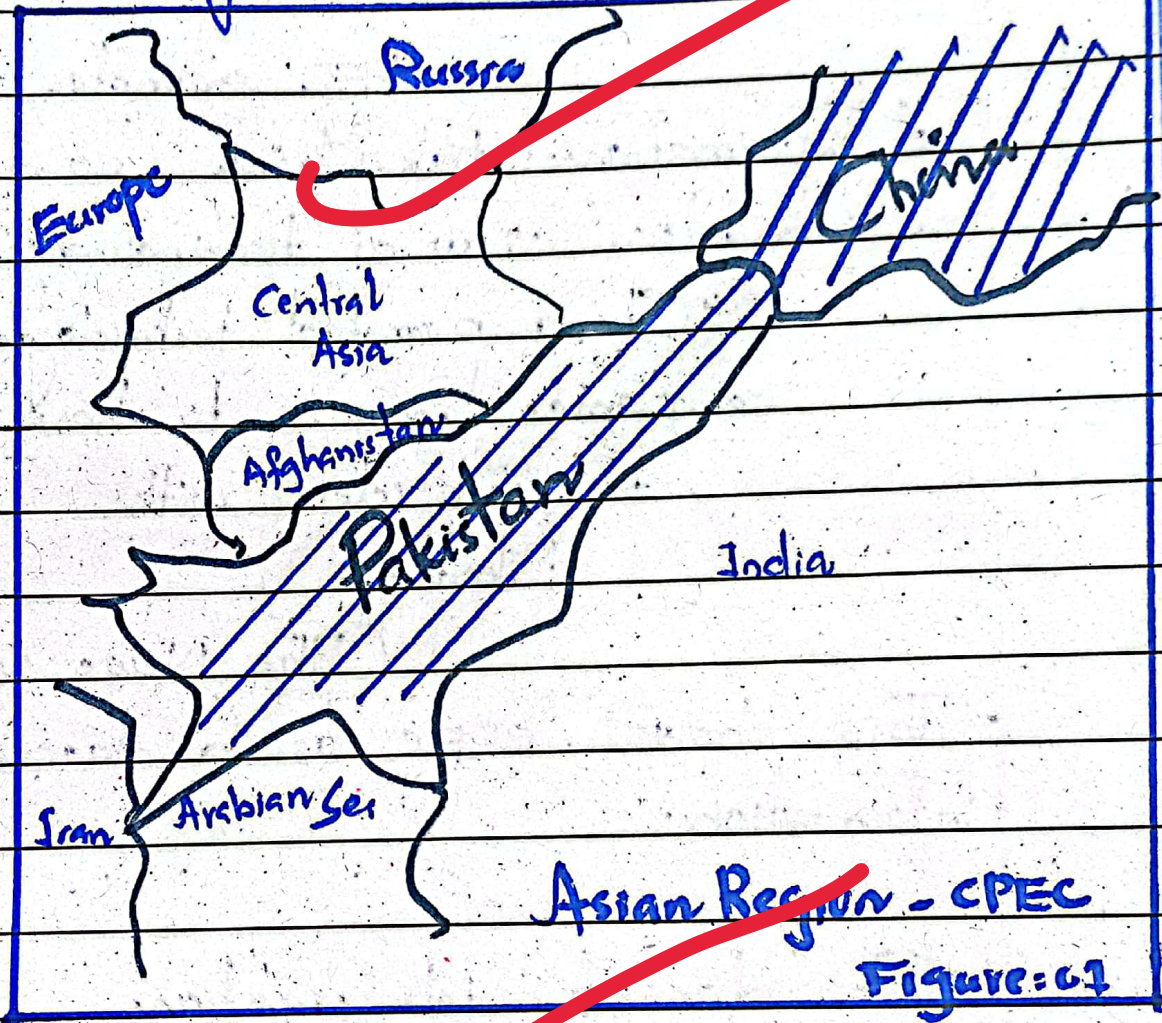 Russia
Europe
China
Central
Asia
Afghanistan
Pakistan
India
Arabian Sea
Iran
Asian Region - CPEC
Figure:01